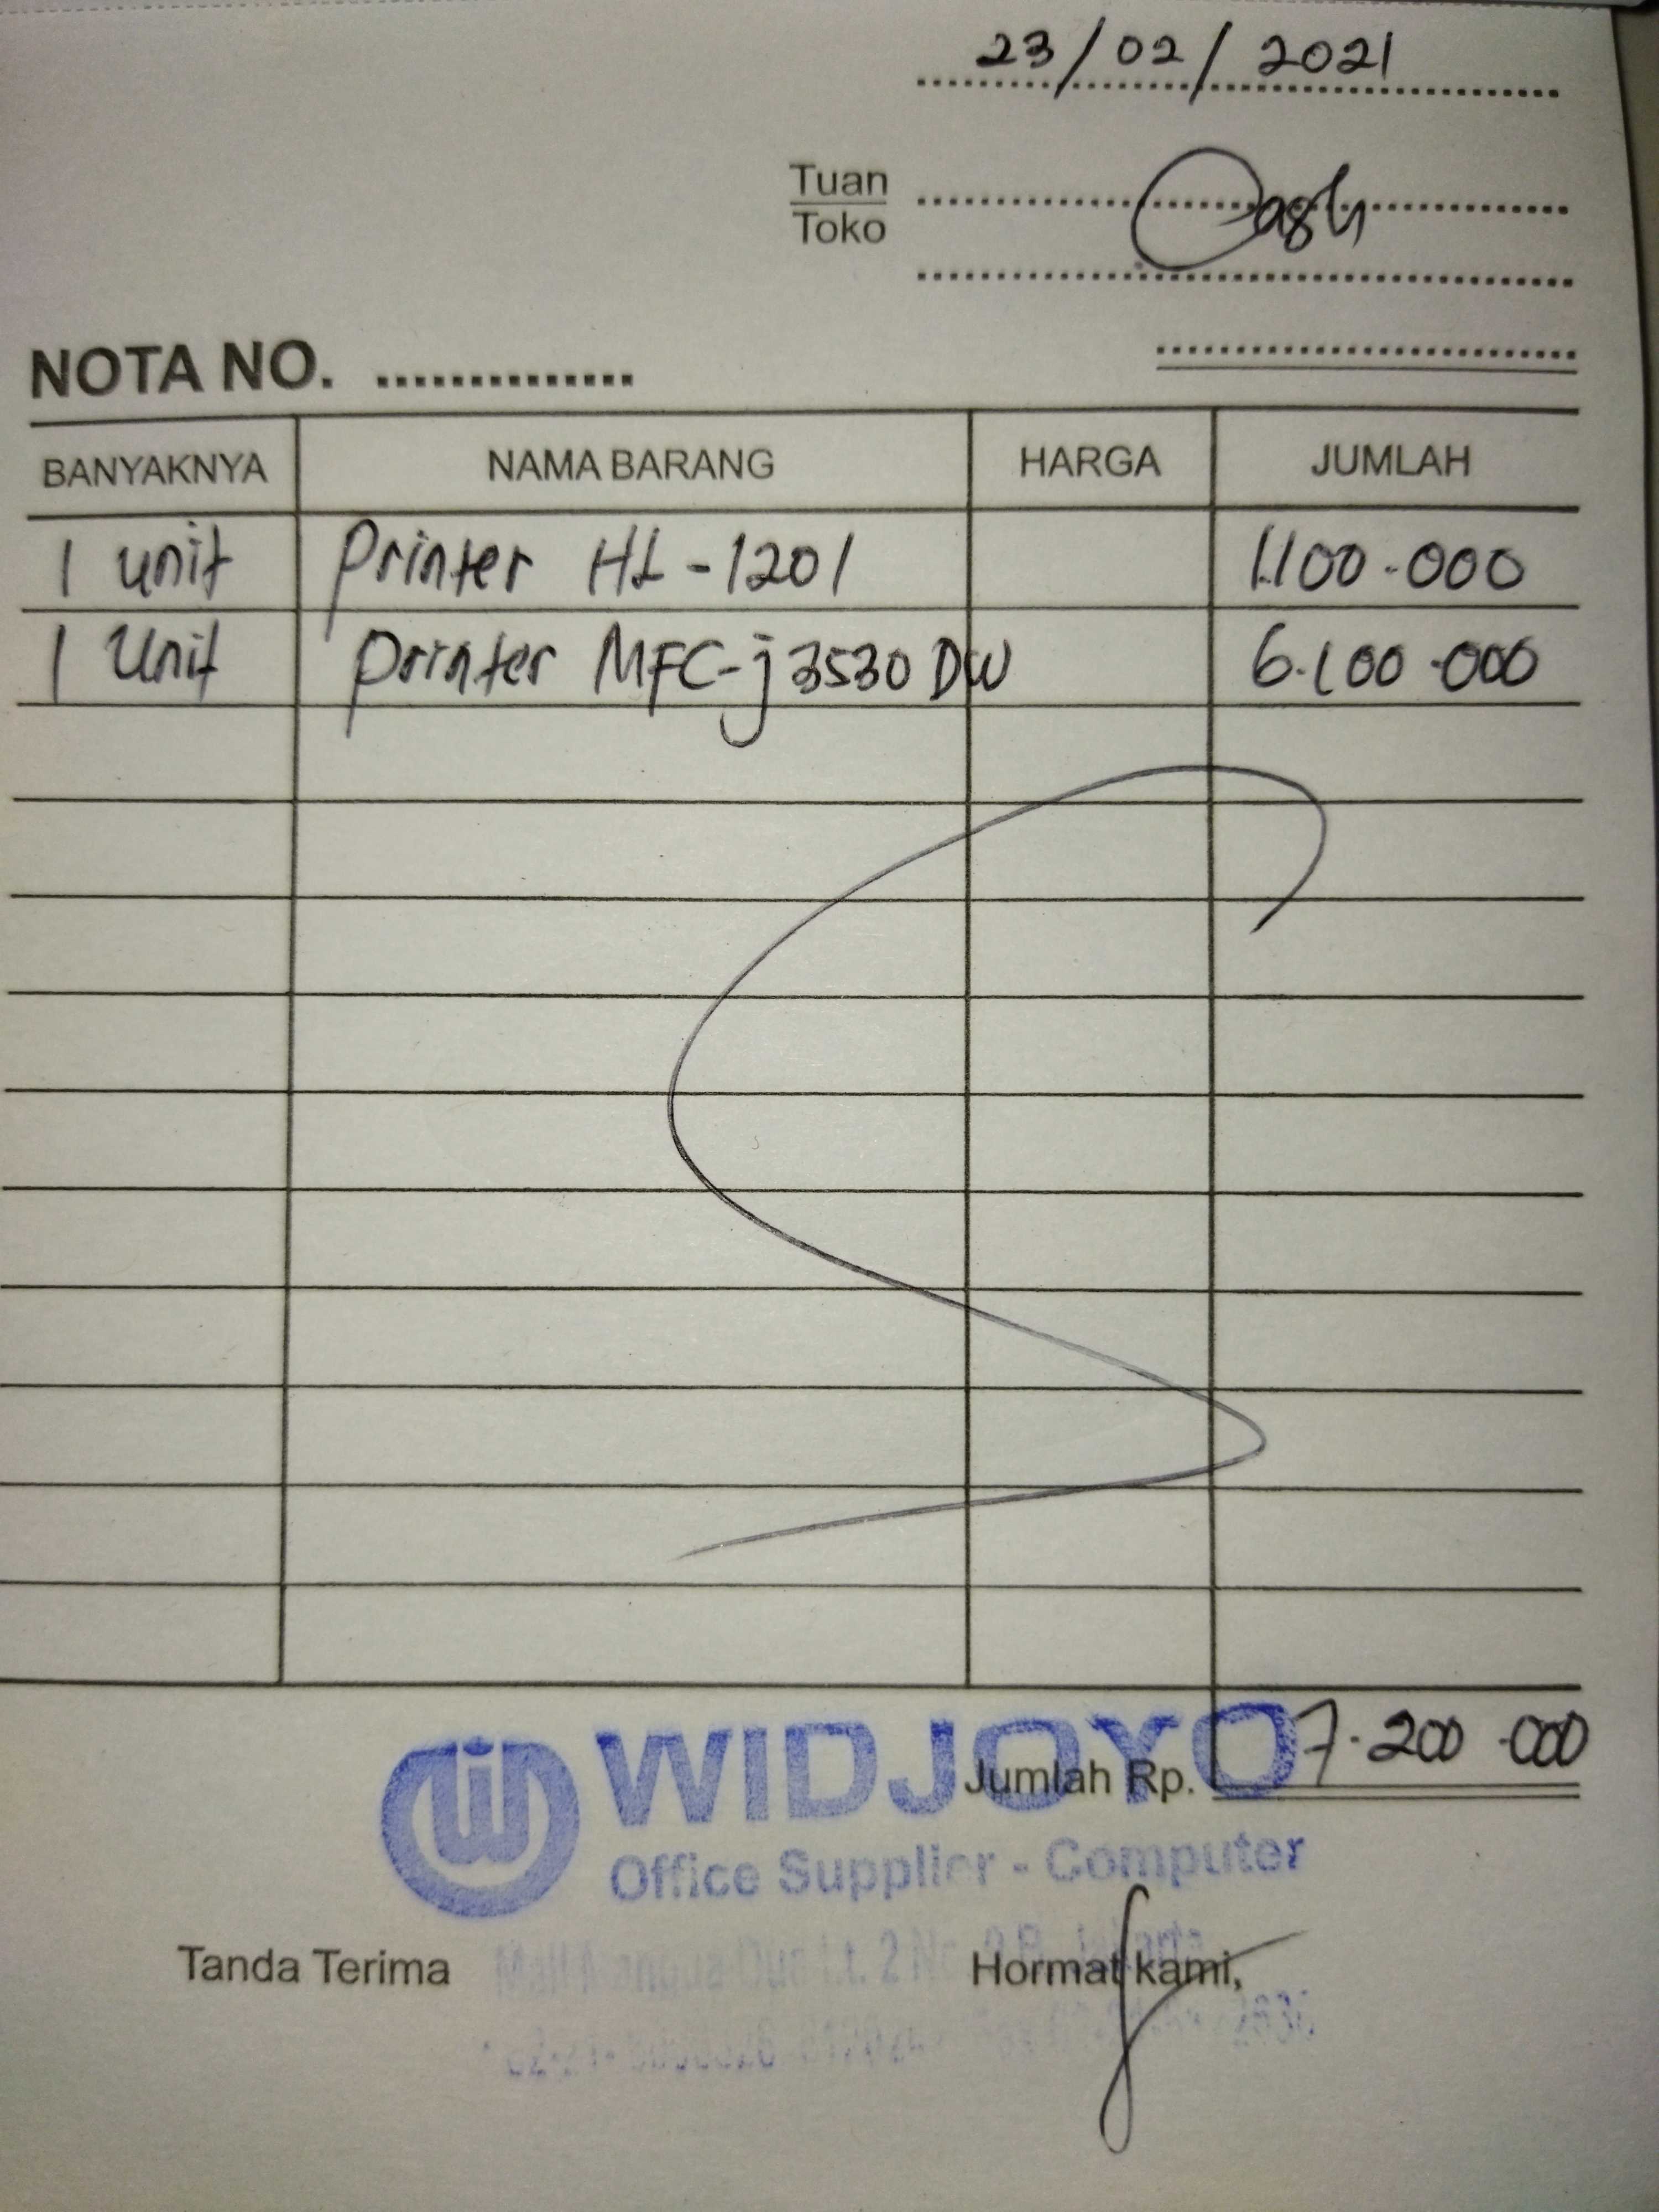 23/02/2021
Tuan
Toko
Cash
NOTA NO. ..............
BANYAKNYA NAMA BARANG HARGA JUMLAH
1 unit Printer HL-1201 1.100.000
1 Unit printer MFC-j3530 DW 6.100.000
WIDJOYO
Jumlah Rp. 7.200.000
Office Supplier - Computer
Tanda Terima Hormat kami,